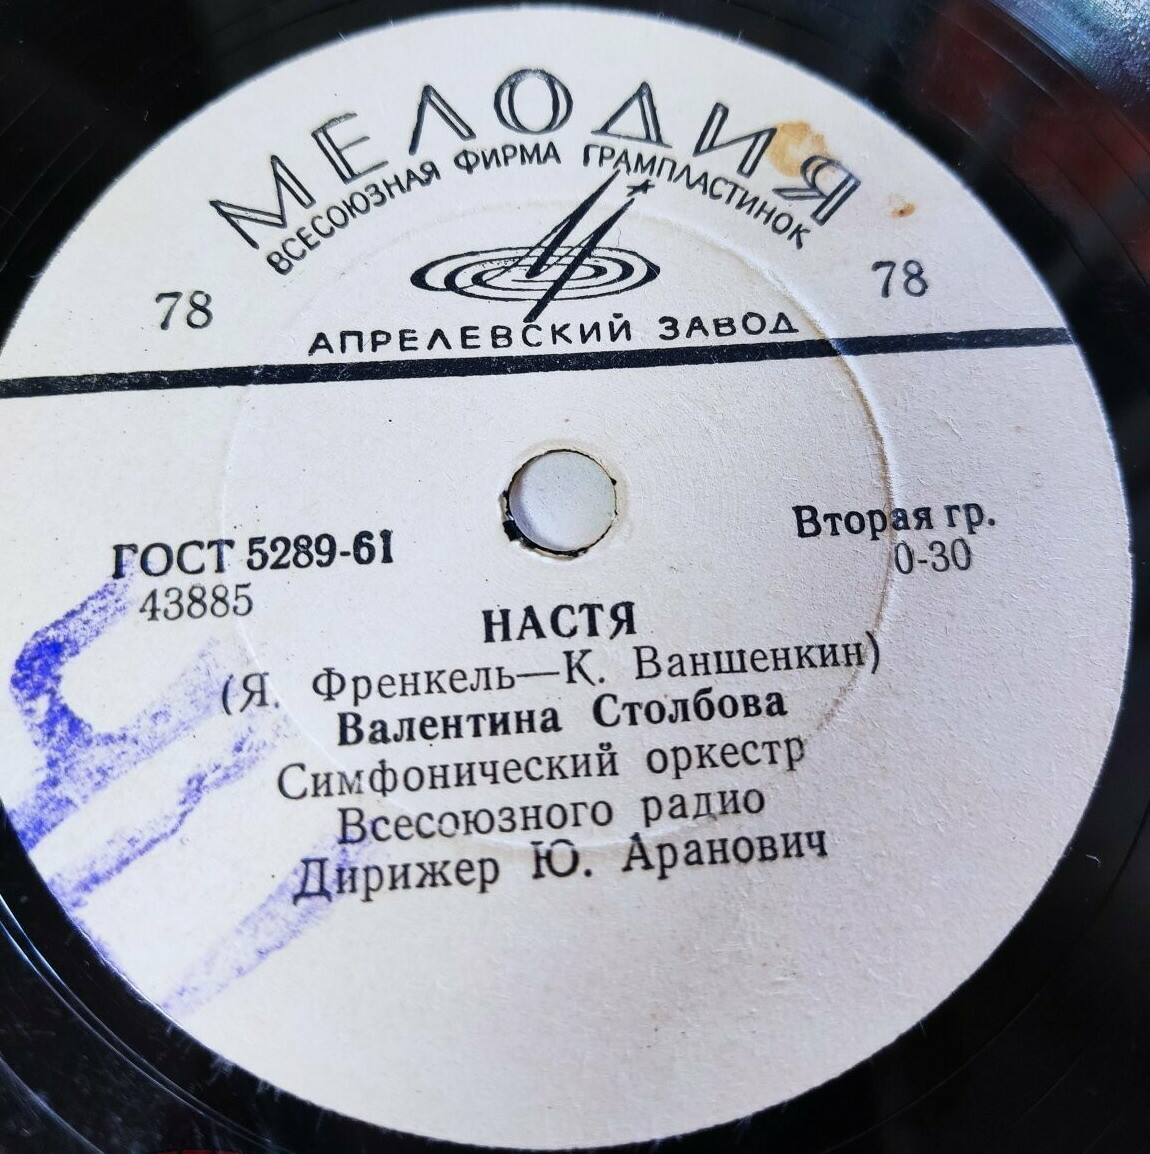 МЕЛОДИЯ
ВСЕСОЮЗНАЯ ФИРМА ГРАМПЛАСТИНОК
78
78
АПРЕЛЕВСКИЙ ЗАВОД
ГОСТ 5289-61
Вторая гр.
43885
0-30
НАСТЯ
(Я. Френкель—К. Ваншенкин)
Валентина Столбова
Симфонический оркестр
Всесоюзного радио
Дирижер Ю. Аранович